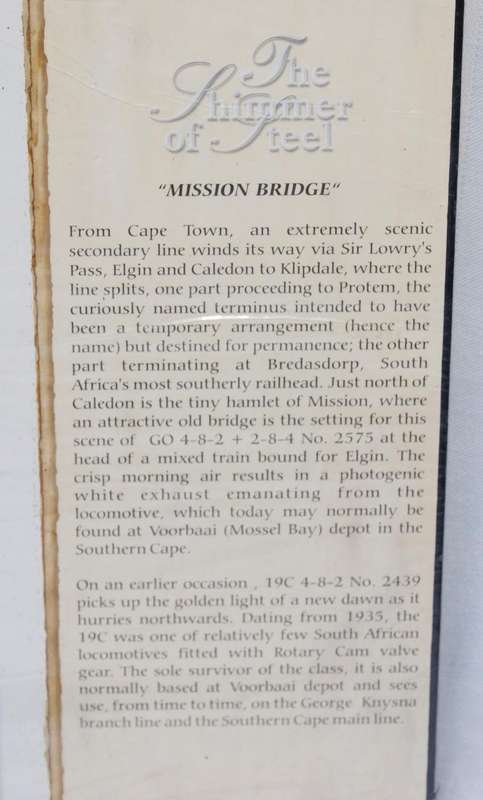 The
Shimmer
of Steel
"MISSION BRIDGE"
From Cape Town, an extremely scenic
secondary line winds its way via Sir Lowry's
Pass, Elgin and Caledon to Klipdale, where the
line splits, one part proceeding to Protem, the
curiously named terminus intended to have
been a temporary arrangement (hence the
name) but destined for permanence; the other
part terminating at Bredasdorp, South
Africa's most southerly railhead. Just north of
Caledon is the tiny hamlet of Mission, where
an attractive old bridge is the setting for this
scene of GO 4-8-2 + 2-8-4 No. 2575 at the
head of a mixed train bound for Elgin. The
crisp morning air results in a photogenic
white exhaust emanating from the
locomotive, which today may normally be
found at Voorbaai (Mossel Bay) depot in the
Southern Cape.
On an earlier occasion , 19C 4-8-2 No. 2439
picks up the golden light of a new dawn as it
hurries northwards. Dating from 1935, the
19C was one of relatively few South African
locomotives fitted with Rotary Cam valve
gear. The sole survivor of the class, it is also
normally based at Voorbaai depot and sees
use, from time to time, on the George Knysna
branch line and the Southern Cape main line.